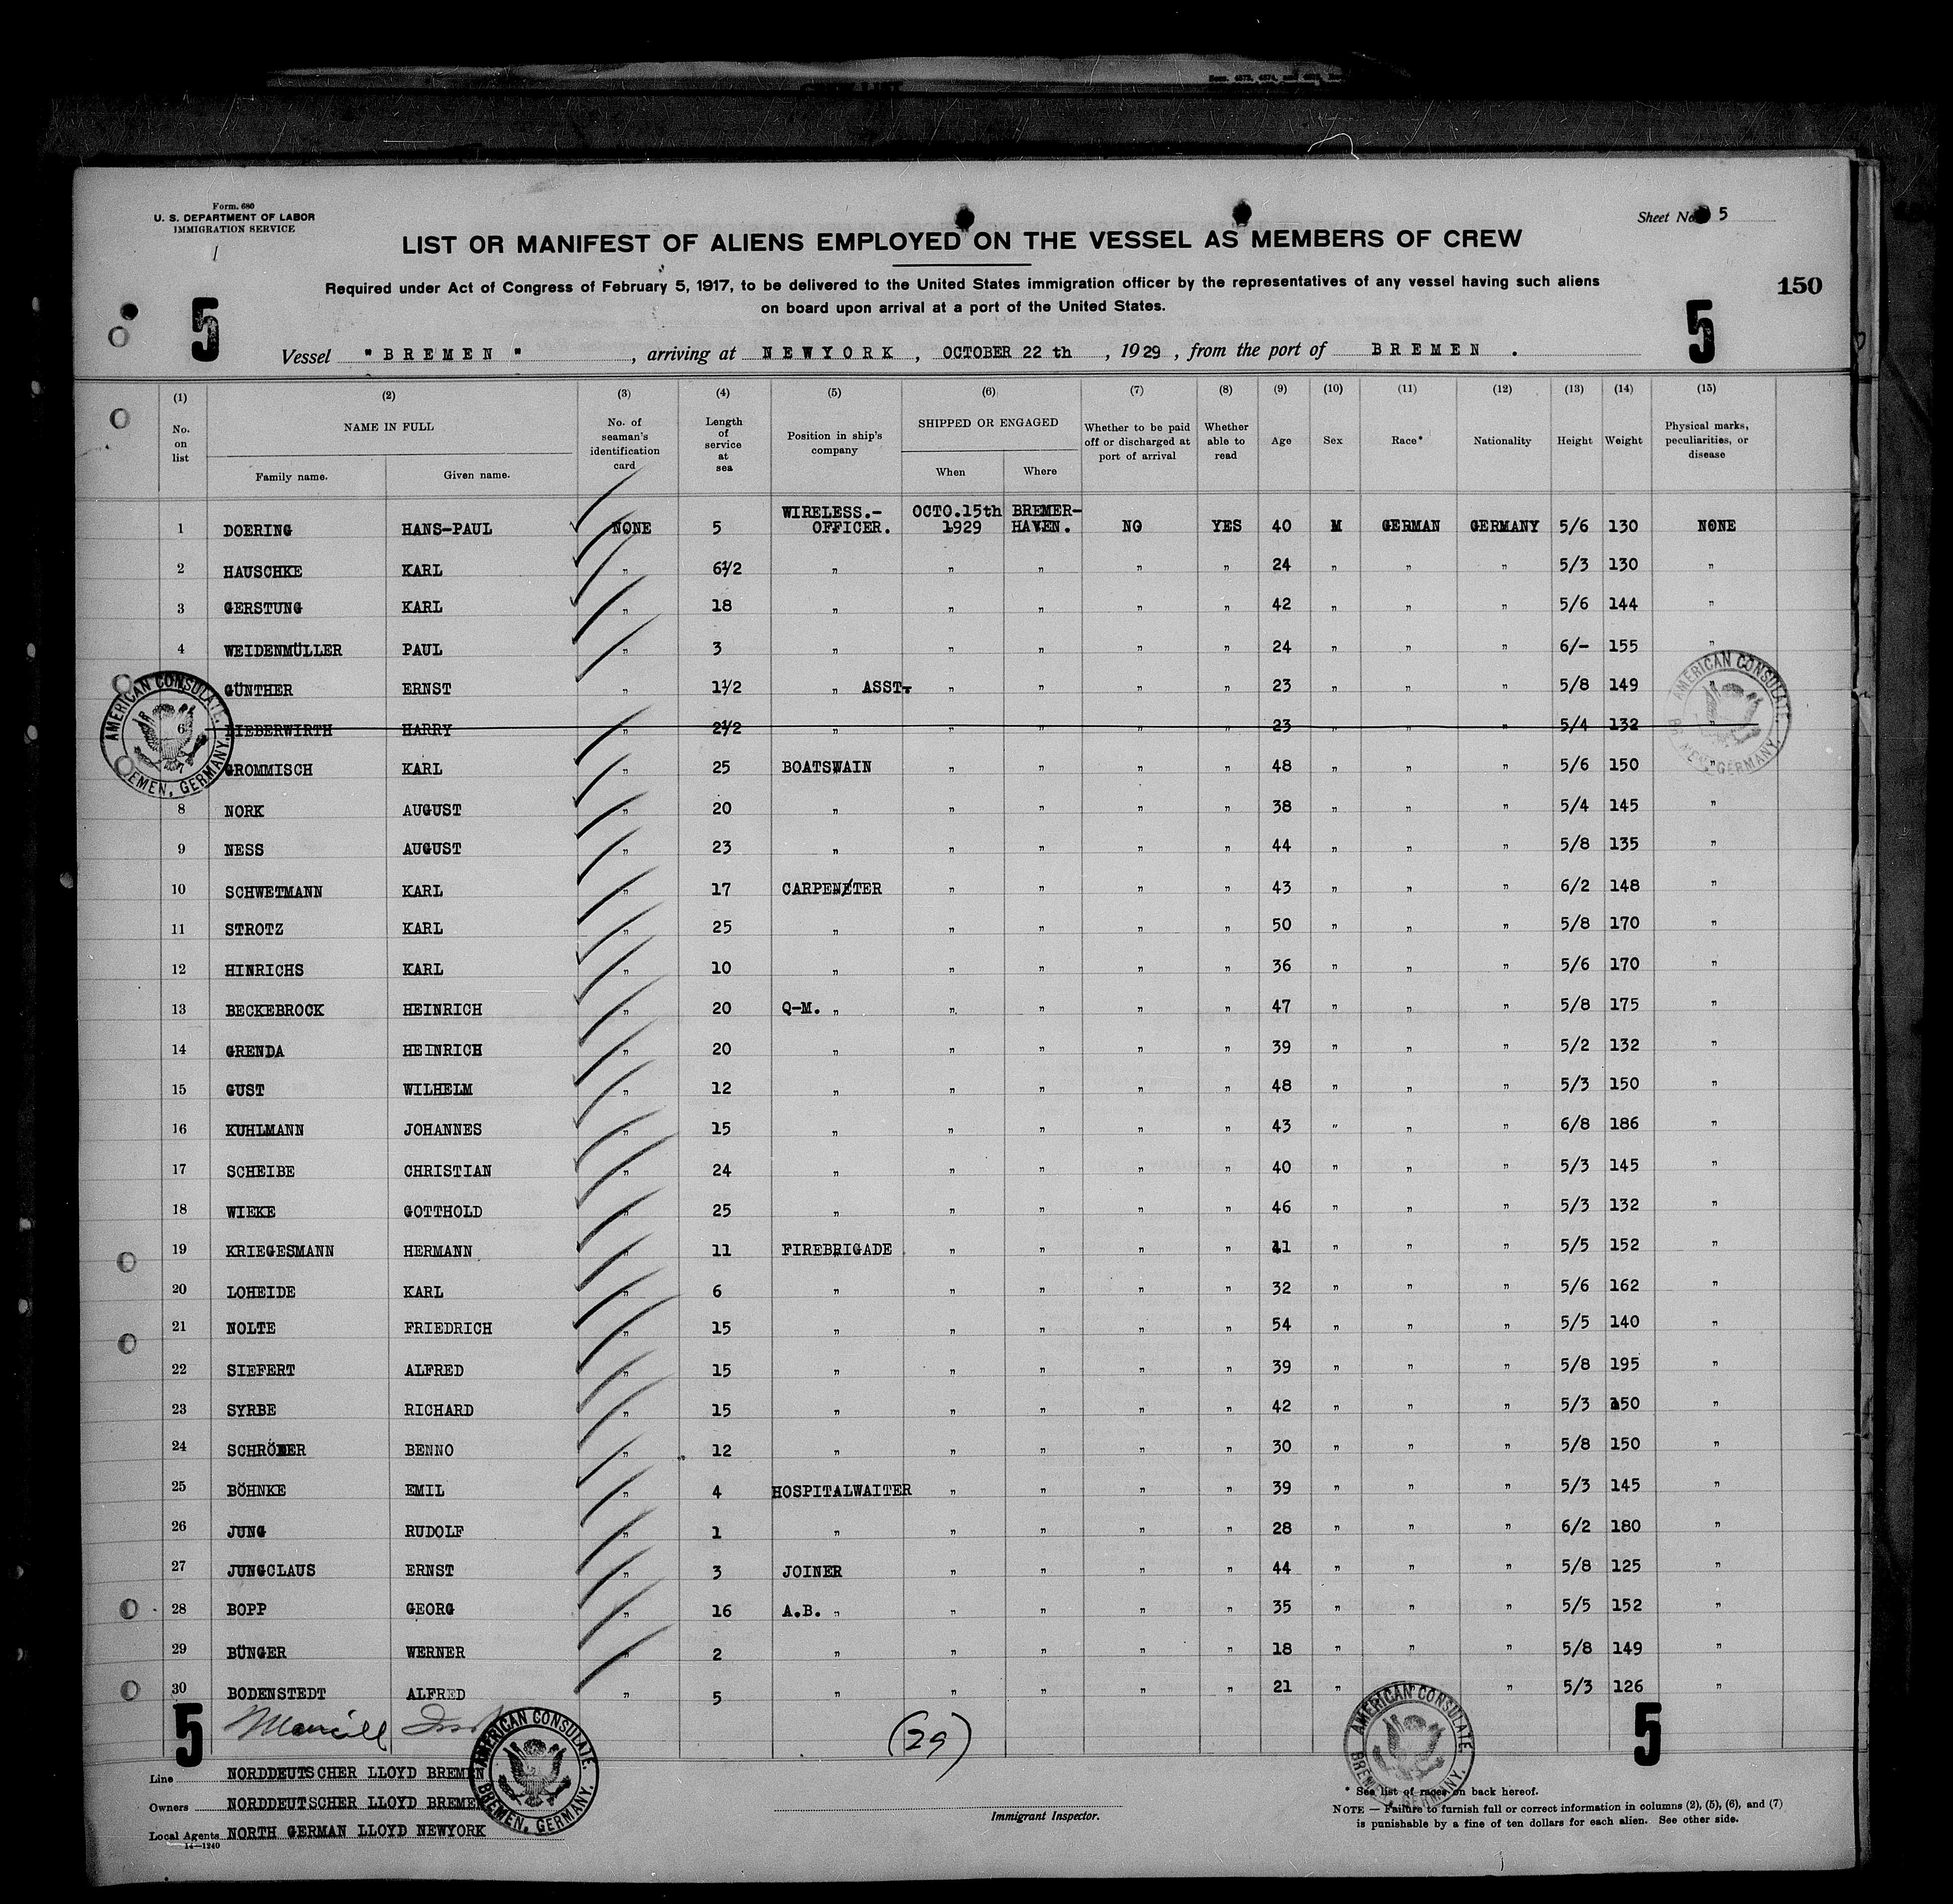 Form. 680
U. S. DEPARTMENT OF LABOR
IMMIGRATION SERVICE
Sheet No. 5
LIST OR MANIFEST OF ALIENS EMPLOYED ON THE VESSEL AS MEMBERS OF CREW
Required under Act of Congress of February 5, 1917, to be delivered to the United States immigration officer by the representatives of any vessel having such aliens
on board upon arrival at a port of the United States.
150
5 5
Vessel "BREMEN" , arriving at NEWYORK , OCTOBER 22 th , 1929 , from the port of BREMEN .
(1) (2) (3) (4) (5) (6) (7) (8) (9) (10) (11) (12) (13) (14) (15)
No. on list NAME IN FULL Family name. Given name. No. of seaman's identification card Length of service at sea Position in ship's company SHIPPED OR ENGAGED When Where Whether to be paid off or discharged at port of arrival Whether able to read Age Sex Race* Nationality Height Weight Physical marks, peculiarities, or disease
1 DOERING HANS-PAUL NONE 5 WIRELESS.-OFFICER. OCTO.15th 1929 BREMER-HAVEN. NO YES 40 M GERMAN GERMANY 5/6 130 NONE
2 HAUSCHKE KARL " 6 1/2 " " " " " 24 " " " 5/3 130 "
3 GERSTUNG KARL " 18 " " " " " 42 " " " 5/6 144 "
4 WEIDENMÜLLER PAUL " 3 " " " " " 24 " " " 6/- 155 "
GÜNTHER ERNST " 1 1/2 " ASST. " " " " 23 " " " 5/8 149 "
6 LIEBERWIRTH HARRY " 2 1/2 " " " " " 23 " " " 5/4 132 "
7 GROMMISCH KARL " 25 BOATSWAIN " " " " 48 " " " 5/6 150 "
8 NORK AUGUST " 20 " " " " " 38 " " " 5/4 145 "
9 NESS AUGUST " 23 " " " " " 44 " " " 5/8 135 "
10 SCHWETMANN KARL " 17 CARPENTER " " " " 43 " " " 6/2 148 "
11 STROTZ KARL " 25 " " " " " 50 " " " 5/8 170 "
12 HINRICHS KARL " 10 " " " " " 36 " " " 5/6 170 "
13 BECKEBROCK HEINRICH " 20 Q-M. " " " " " 47 " " " 5/8 175 "
14 GRENDA HEINRICH " 20 " " " " " 39 " " " 5/2 132 "
15 GUST WILHELM " 12 " " " " " 48 " " " 5/3 150 "
16 KUHLMANN JOHANNES " 15 " " " " " 43 " " " 6/8 186 "
17 SCHEIBE CHRISTIAN " 24 " " " " " 40 " " " 5/3 145 "
18 WIEKE GOTTHOLD " 25 " " " " " 46 " " " 5/3 132 "
19 KRIEGESMANN HERMANN " 11 FIREBRIGADE " " " " 41 " " " 5/5 152 "
20 LOHEIDE KARL " 6 " " " " " 32 " " " 5/6 162 "
21 NOLTE FRIEDRICH " 15 " " " " " 54 " " " 5/5 140 "
22 SIEFERT ALFRED " 15 " " " " " 39 " " " 5/8 195 "
23 SYRBE RICHARD " 15 " " " " " 42 " " " 5/3 150 "
24 SCHRÖDER BENNO " 12 " " " " " 30 " " " 5/8 150 "
25 BÖHNKE EMIL " 4 HOSPITALWAITER " " " " 39 " " " 5/3 145 "
26 JUNG RUDOLF " 1 " " " " " 28 " " " 6/2 180 "
27 JUNGCLAUS ERNST " 3 JOINER " " " " 44 " " " 5/8 125 "
28 BOPP GEORG " 16 A.B. " " " " " 35 " " " 5/5 152 "
29 BÜNGER WERNER " 2 " " " " " 18 " " " 5/8 149 "
30 BODENSTEDT ALFRED " 5 " " " " " 21 " " " 5/3 126 "
AMERICAN CONSULATE. BREMEN, GERMANY.
AMERICAN CONSULATE. BREMEN, GERMANY.
5 (29) 5
AMERICAN CONSULATE. BREMEN, GERMANY.
AMERICAN CONSULATE. BREMEN, GERMANY.
Line NORDDEUTSCHER LLOYD BREMEN
Owners NORDDEUTSCHER LLOYD BREMEN
Local Agents NORTH GERMAN LLOYD NEWYORK
14—1240
Immigrant Inspector.
* See list of races on back hereof.
NOTE — Failure to furnish full or correct information in columns (2), (5), (6), and (7)
is punishable by a fine of ten dollars for each alien. See other side.